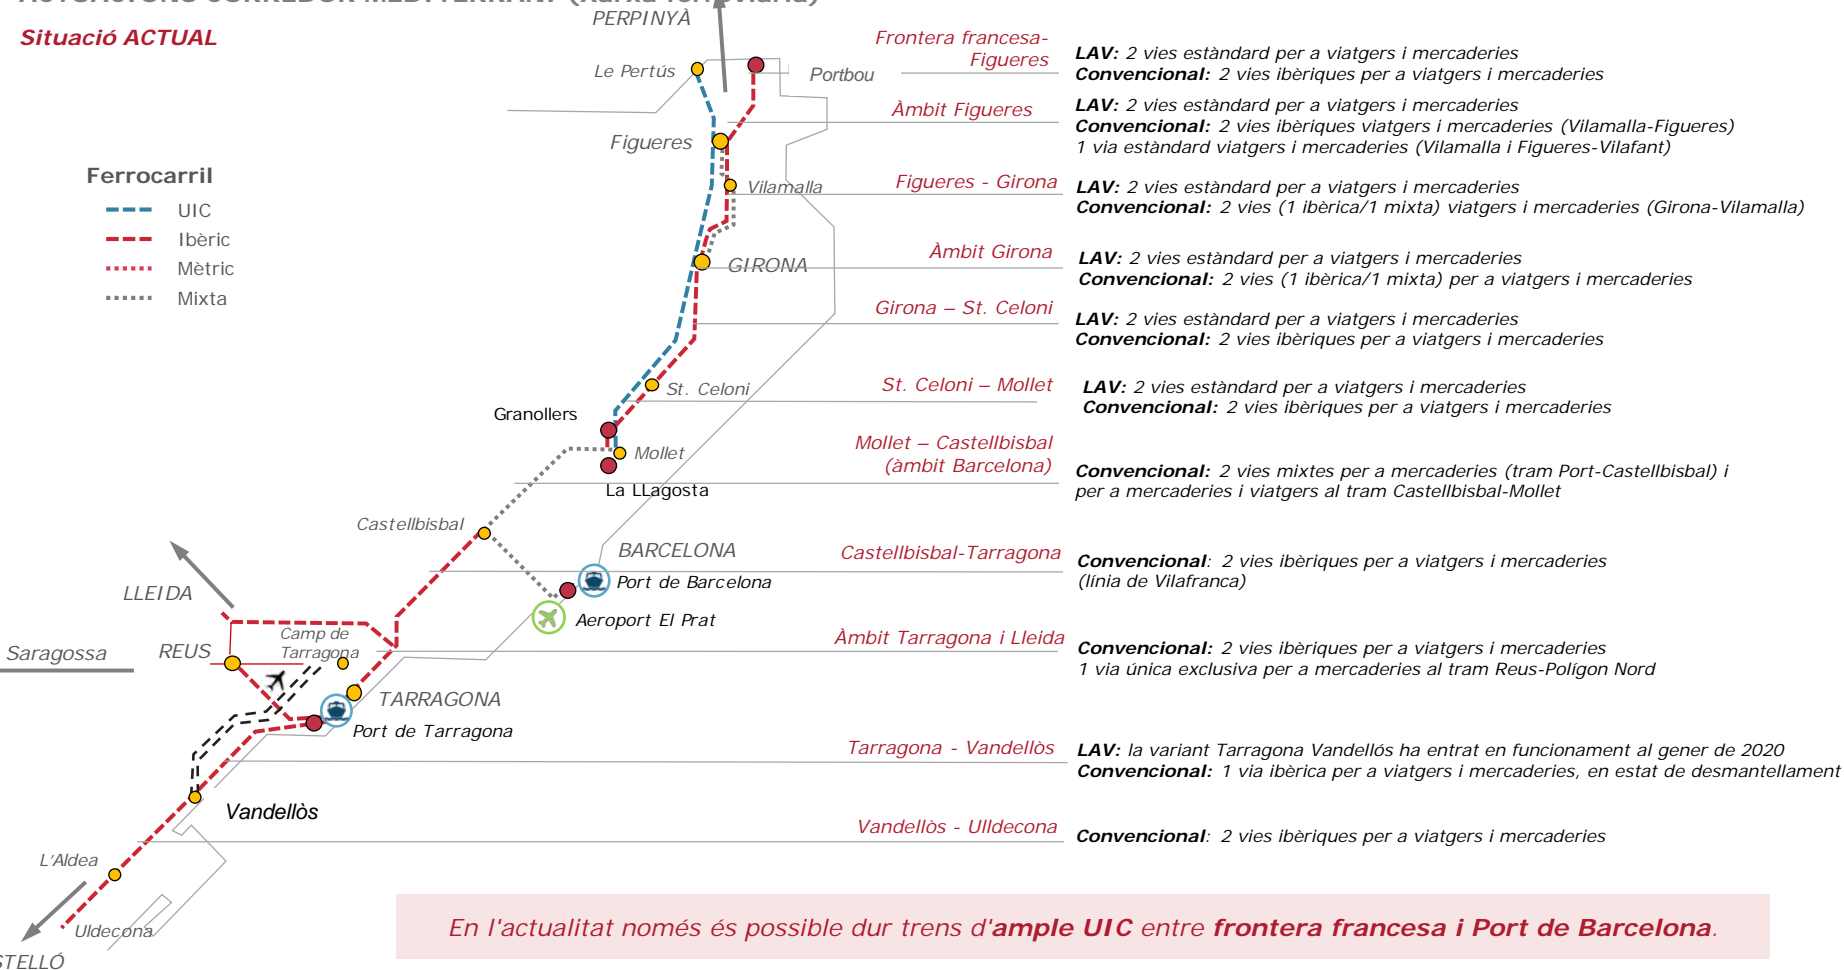 ACTUACIONS CORREDOR MEDITERRANI (xarxa ferroviària)
Situació ACTUAL
PERPINYÀ
Le Pertús
Portbou
Figueres
Vilamalla
GIRONA
St. Celoni
Granollers
Mollet
La LLagosta
Castellbisbal
BARCELONA
Port de Barcelona
Aeroport El Prat
LLEIDA
Saragossa
REUS
Camp de
Tarragona
TARRAGONA
Port de Tarragona
Vandellòs
L'Aldea
Uldecona
STELLÓ
Ferrocarril
UIC
Ibèric
Mètric
Mixta
Frontera francesa-
Figueres
LAV: 2 vies estàndard per a viatgers i mercaderies
Convencional: 2 vies ibèriques per a viatgers i mercaderies
Àmbit Figueres
LAV: 2 vies estàndard per a viatgers i mercaderies
Convencional: 2 vies ibèriques viatgers i mercaderies (Vilamalla-Figueres)
1 via estàndard viatgers i mercaderies (Vilamalla i Figueres-Vilafant)
Figueres - Girona
LAV: 2 vies estàndard per a viatgers i mercaderies
Convencional: 2 vies (1 ibèrica/1 mixta) viatgers i mercaderies (Girona-Vilamalla)
Àmbit Girona
LAV: 2 vies estàndard per a viatgers i mercaderies
Convencional: 2 vies (1 ibèrica/1 mixta) per a viatgers i mercaderies
Girona – St. Celoni
LAV: 2 vies estàndard per a viatgers i mercaderies
Convencional: 2 vies ibèriques per a viatgers i mercaderies
St. Celoni – Mollet
LAV: 2 vies estàndard per a viatgers i mercaderies
Convencional: 2 vies ibèriques per a viatgers i mercaderies
Mollet – Castellbisbal
(àmbit Barcelona)
Convencional: 2 vies mixtes per a mercaderies (tram Port-Castellbisbal) i
per a mercaderies i viatgers al tram Castellbisbal-Mollet
Castellbisbal-Tarragona
Convencional: 2 vies ibèriques per a viatgers i mercaderies
(línia de Vilafranca)
Àmbit Tarragona i Lleida
Convencional: 2 vies ibèriques per a viatgers i mercaderies
1 via única exclusiva per a mercaderies al tram Reus-Polígon Nord
Tarragona - Vandellòs
LAV: la variant Tarragona Vandellós ha entrat en funcionament al gener de 2020
Convencional: 1 via ibèrica per a viatgers i mercaderies, en estat de desmantellament
Vandellòs - Ulldecona
Convencional: 2 vies ibèriques per a viatgers i mercaderies
En l'actualitat només és possible dur trens d'ample UIC entre frontera francesa i Port de Barcelona.